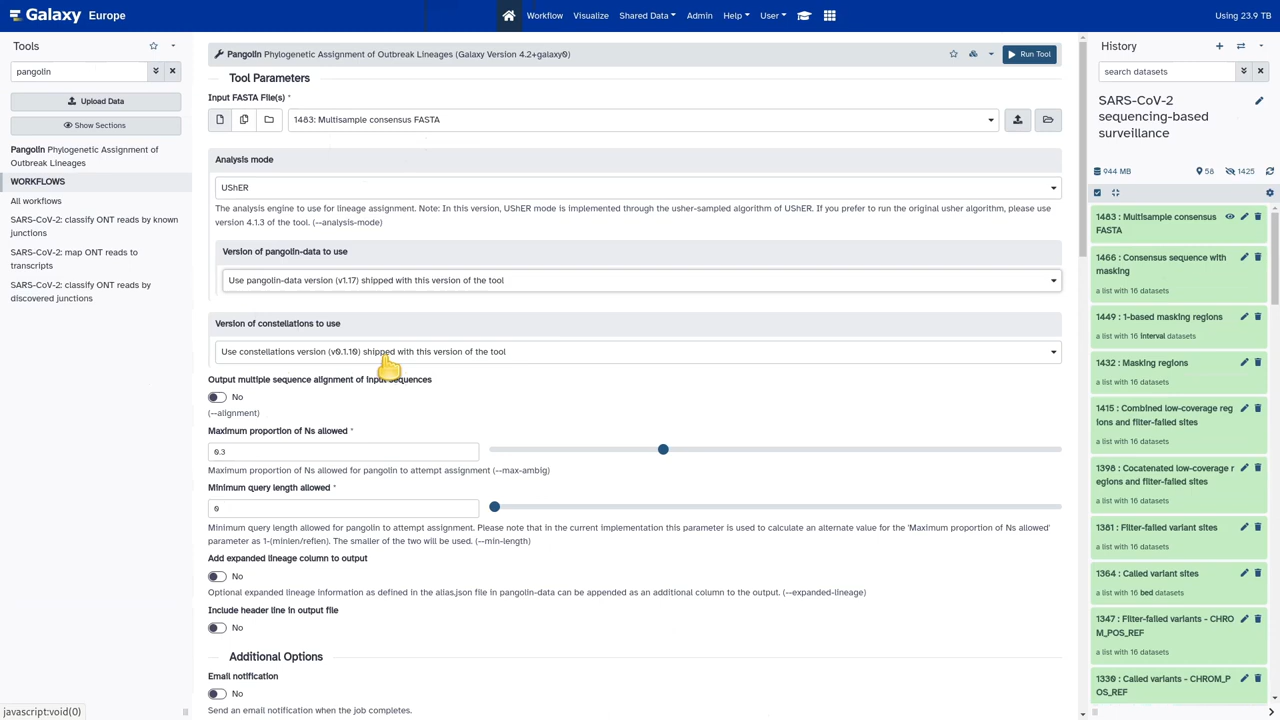 Galaxy Europe
Workflow Visualize Shared Data Admin Help User
Using 23.9 TB
Tools
pangolin
Upload Data
Show Sections
Pangolin Phylogenetic Assignment of
Outbreak Lineages
WORKFLOWS
All workflows
SARS-CoV-2: classify ONT reads by known
junctions
SARS-CoV-2: map ONT reads to
transcripts
SARS-CoV-2: classify ONT reads by
discovered junctions
javascript:void(0)
Pangolin Phylogenetic Assignment of Outbreak Lineages (Galaxy Version 4.2+galaxy0)
Run Tool
Tool Parameters
Input FASTA File(s) *
1483: Multisample consensus FASTA
Analysis mode
UShER
The analysis engine to use for lineage assignment. Note: In this version, UShER mode is implemented through the usher-sampled algorithm of UShER. If you prefer to run the original usher algorithm, please use
version 4.1.3 of the tool. (--analysis-mode)
Version of pangolin-data to use
Use pangolin-data version (v1.17) shipped with this version of the tool
Version of constellations to use
Use constellations version (v0.1.10) shipped with this version of the tool
Output multiple sequence alignment of input sequences
No
(--alignment)
Maximum proportion of Ns allowed *
0.3
Maximum proportion of Ns allowed for pangolin to attempt assignment (--max-ambig)
Minimum query length allowed *
0
Minimum query length allowed for pangolin to attempt assignment. Please note that in the current implementation this parameter is used to calculate an alternate value for the 'Maximum proportion of Ns allowed'
parameter as 1-(minlen/reflen). The smaller of the two will be used. (--min-length)
Add expanded lineage column to output
No
Optional expanded lineage information as defined in the alias.json file in pangolin-data can be appended as an additional column to the output. (--expanded-lineage)
Include header line in output file
No
Additional Options
Email notification
No
Send an email notification when the job completes.
History
search datasets
SARS-CoV-2
sequencing-based
surveillance
944 MB
58
1425
1483: Multisample consensus
FASTA
1466 : Consensus sequence with
masking
a list with 16 datasets
1449 : 1-based masking regions
a list with 16 interval datasets
1432 : Masking regions
a list with 16 datasets
1415 : Combined low-coverage reg
ions and filter-failed sites
a list with 16 datasets
1398 : Cocatenated low-coverage r
egions and filter-failed sites
a list with 16 datasets
1381 : Filter-failed variant sites
a list with 16 datasets
1364 : Called variant sites
a list with 16 bed datasets
1347 : Filter-failed variants - CHRO
M_POS_REF
a list with 16 datasets
1330 : Called variants - CHROM_P
OS_REF